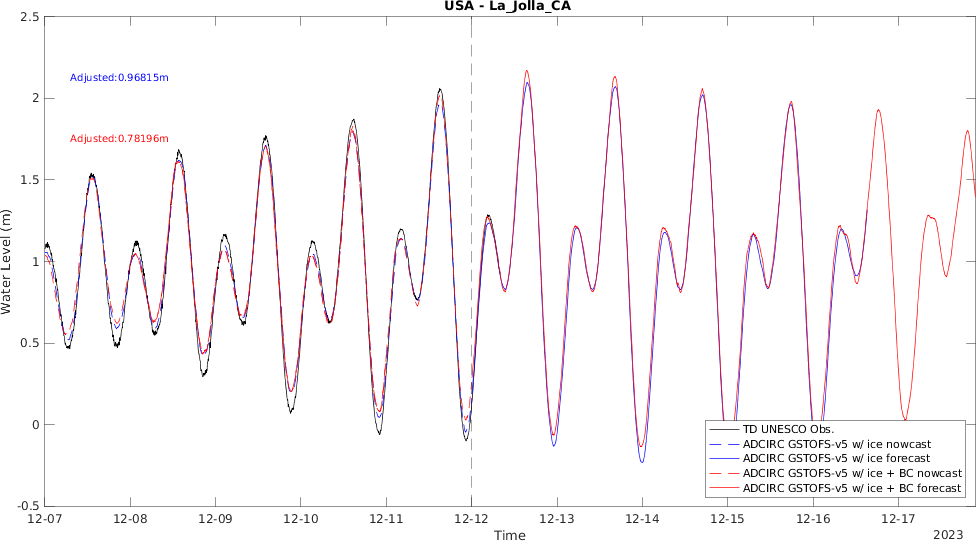 USA - La_Jolla_CA
2.5
2
1.5
1
0.5
0
-0.5
Water Level (m)
Adjusted:0.96815m
Adjusted:0.78196m
TD UNESCO Obs.
ADCIRC GSTOFS-v5 w/ ice nowcast
ADCIRC GSTOFS-v5 w/ ice forecast
ADCIRC GSTOFS-v5 w/ ice + BC nowcast
ADCIRC GSTOFS-v5 w/ ice + BC forecast
12-07 12-08 12-09 12-10 12-11 12-12 12-13 12-14 12-15 12-16 12-17
Time
2023